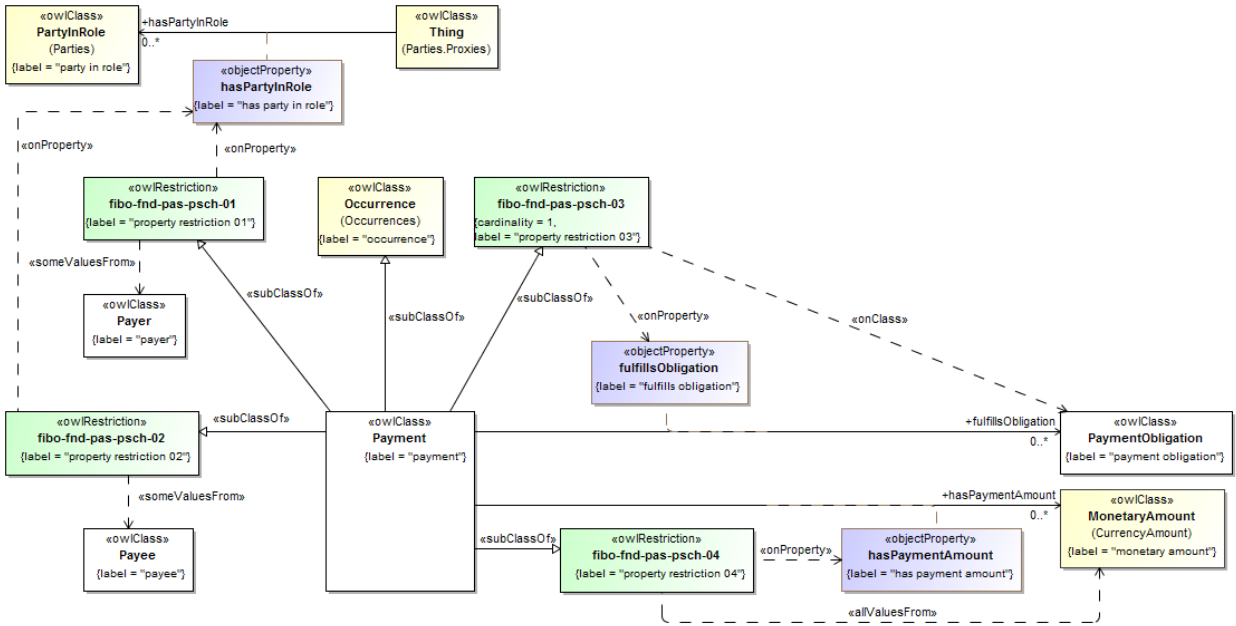 «owlClass»
PartyInRole
(Parties)
{label = "party in role"}
+hasPartyInRole
0..*
«owlClass»
Thing
(Parties.Proxies)
«objectProperty»
hasPartyInRole
{label = "has party in role"}
«onProperty»
«onProperty»
«owlRestriction»
fibo-fnd-pas-psch-01
{label = "property restriction 01"}
«owlClass»
Occurrence
(Occurrences)
{label = "occurrence"}
«owlRestriction»
fibo-fnd-pas-psch-03
{cardinality = 1,
label = "property restriction 03"}
«someValuesFrom»
«subClassOf»
«subClassOf»
«subClassOf»
«onProperty»
«onClass»
«owlClass»
Payer
{label = "payer"}
«objectProperty»
fulfillsObligation
{label = "fulfills obligation"}
«owlRestriction»
fibo-fnd-pas-psch-02
{label = "property restriction 02"}
«subClassOf»
«owlClass»
Payment
{label = "payment"}
+fulfillsObligation
0..*
«owlClass»
PaymentObligation
{label = "payment obligation"}
«someValuesFrom»
+hasPaymentAmount
0..*
«owlClass»
MonetaryAmount
(CurrencyAmount)
{label = "monetary amount"}
«owlClass»
Payee
{label = "payee"}
«subClassOf»
«owlRestriction»
fibo-fnd-pas-psch-04
{label = "property restriction 04"}
«onProperty»
«objectProperty»
hasPaymentAmount
{label = "has payment amount"}
«allValuesFrom»